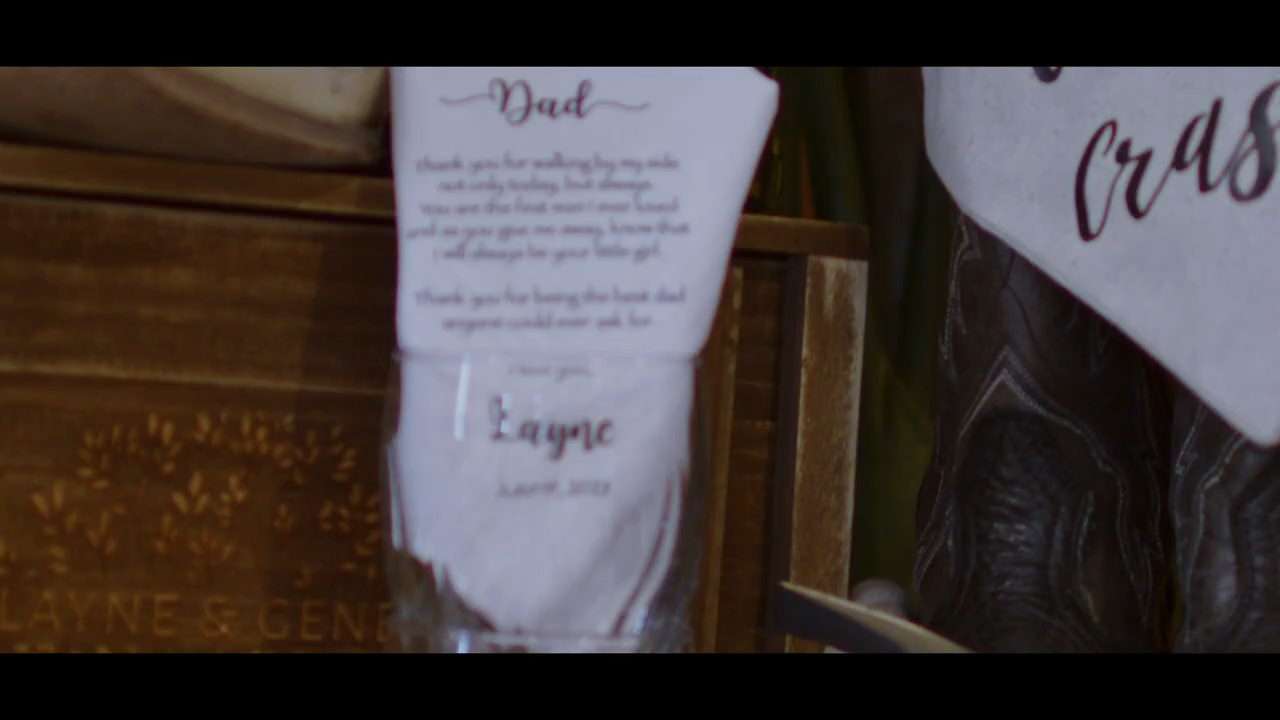 Dad
Thank you for walking by my side
not only today, but always.
You are the first man I ever loved
and as you give me away, know that
I will always be your little girl.
Thank you for being the best dad
anyone could ever ask for.
I love you,
Layne
cras
LAYNE & GENE